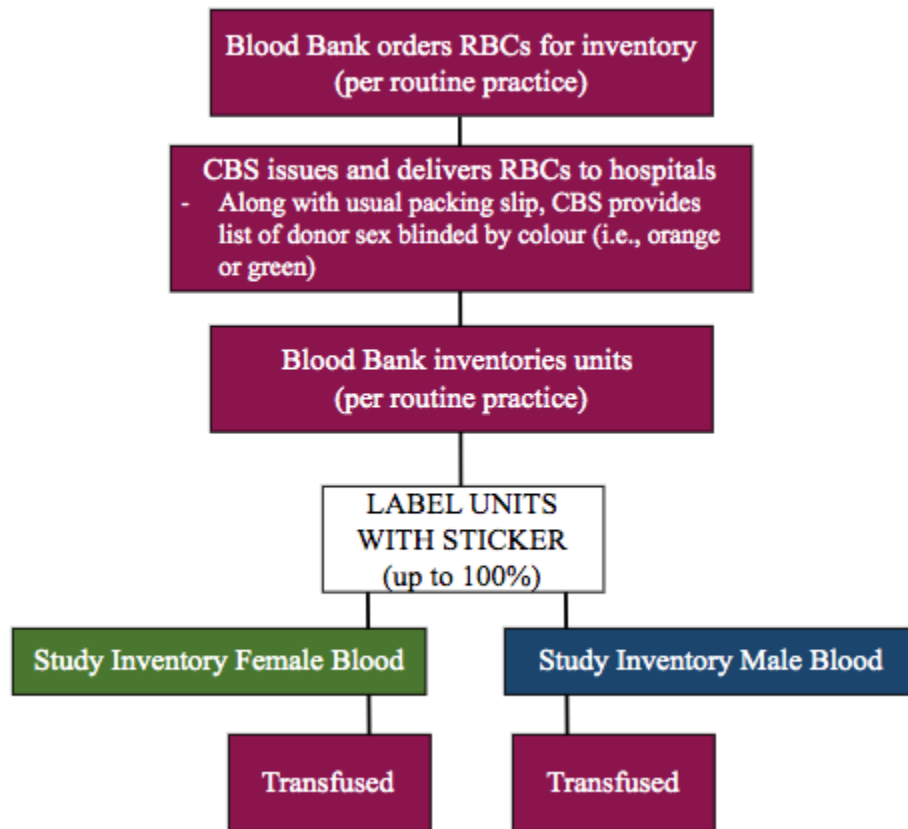 Blood Bank orders RBCs for inventory
(per routine practice)
CBS issues and delivers RBCs to hospitals
- Along with usual packing slip, CBS provides
list of donor sex blinded by colour (i.e., orange
or green)
Blood Bank inventories units
(per routine practice)
LABEL UNITS
WITH STICKER
(up to 100%)
Study Inventory Female Blood
Study Inventory Male Blood
Transfused
Transfused